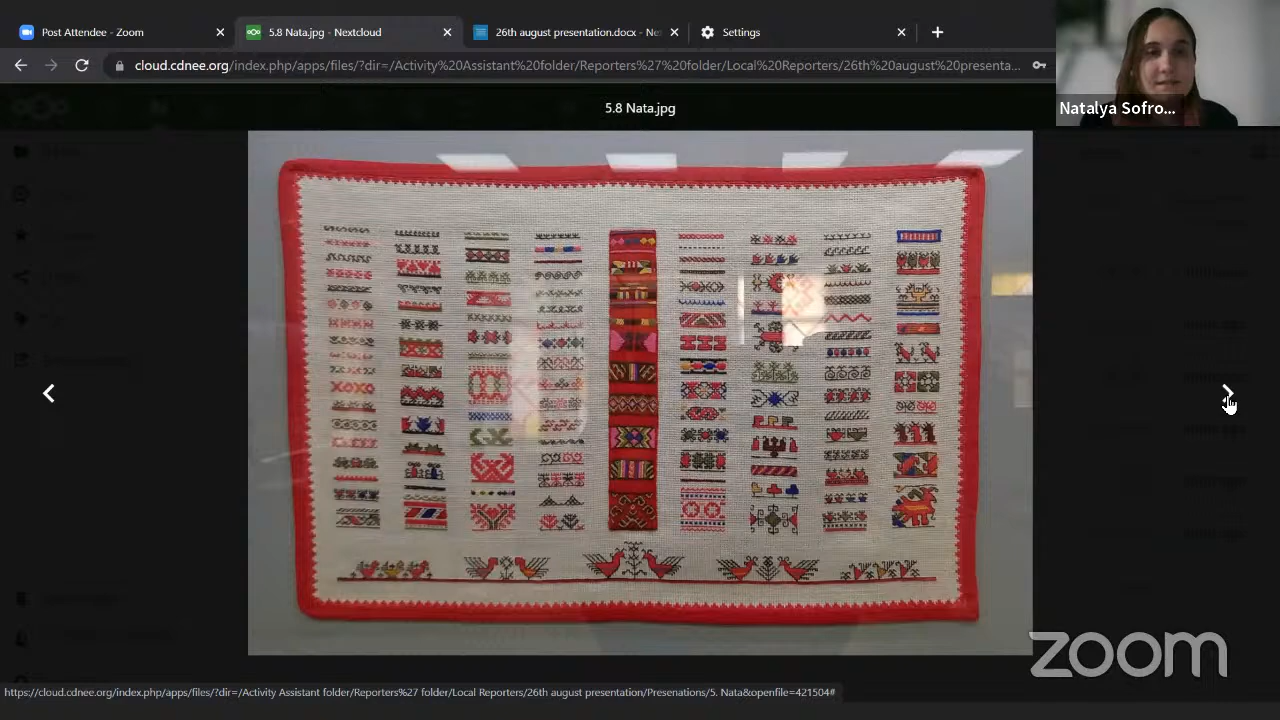 Post Attendee - Zoom
5.8 Nata.jpg - Nextcloud
26th august presentation.docx - Ne
Settings
cloud.cdnee.org/index.php/apps/files/?dir=/Activity%20Assistant%20folder/Reporters%27%20folder/Local%20Reporters/26th%20august%20presenta...
5.8 Nata.jpg
Natalya Sofro...
zoom
https://cloud.cdnee.org/index.php/apps/files/?dir=/Activity Assistant folder/Reporters%27 folder/Local Reporters/26th august presentation/Presenations/5. Nata&openfile=421504#